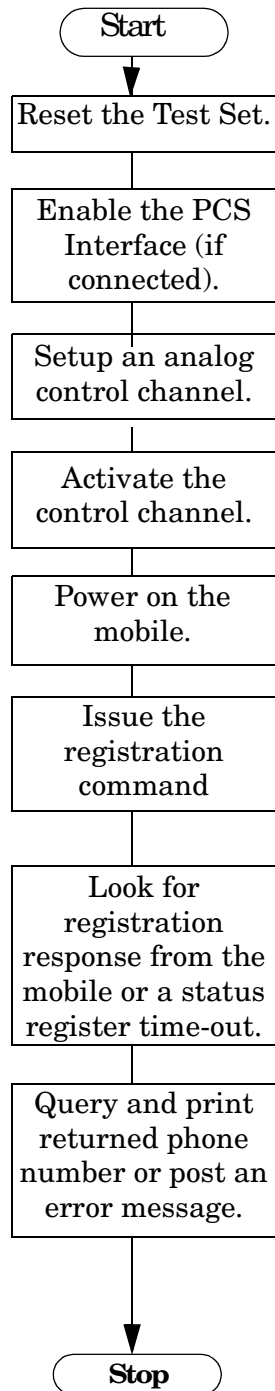 Start
Reset the Test Set.
Enable the PCS
Interface (if
connected).
Setup an analog
control channel.
Activate the
control channel.
Power on the
mobile.
Issue the
registration
command
Look for
registration
response from the
mobile or a status
register time-out.
Query and print
returned phone
number or post an
error message.
Stop